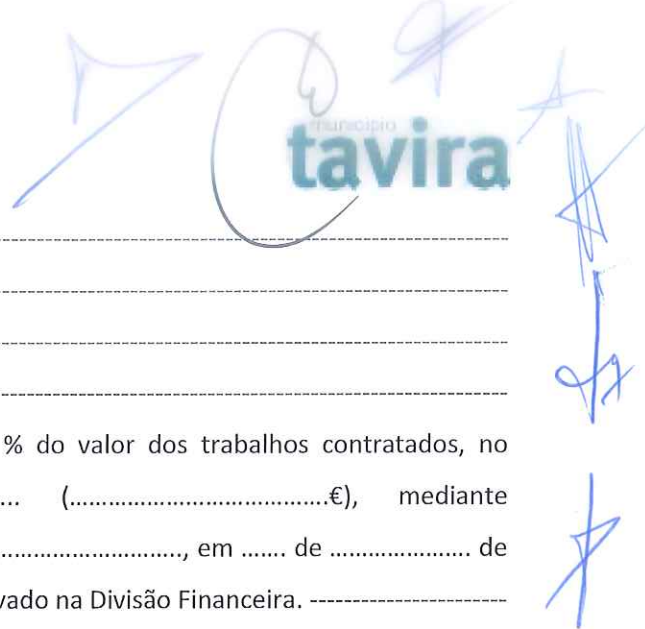 município
tavira
--------------------------------------------------------------
--------------------------------------------------------------
--------------------------------------------------------------
--------------------------------------------------------------
% do valor dos trabalhos contratados, no
... (....................................€), mediante
............................, em ....... de ...................... de
vado na Divisão Financeira. -------------------------